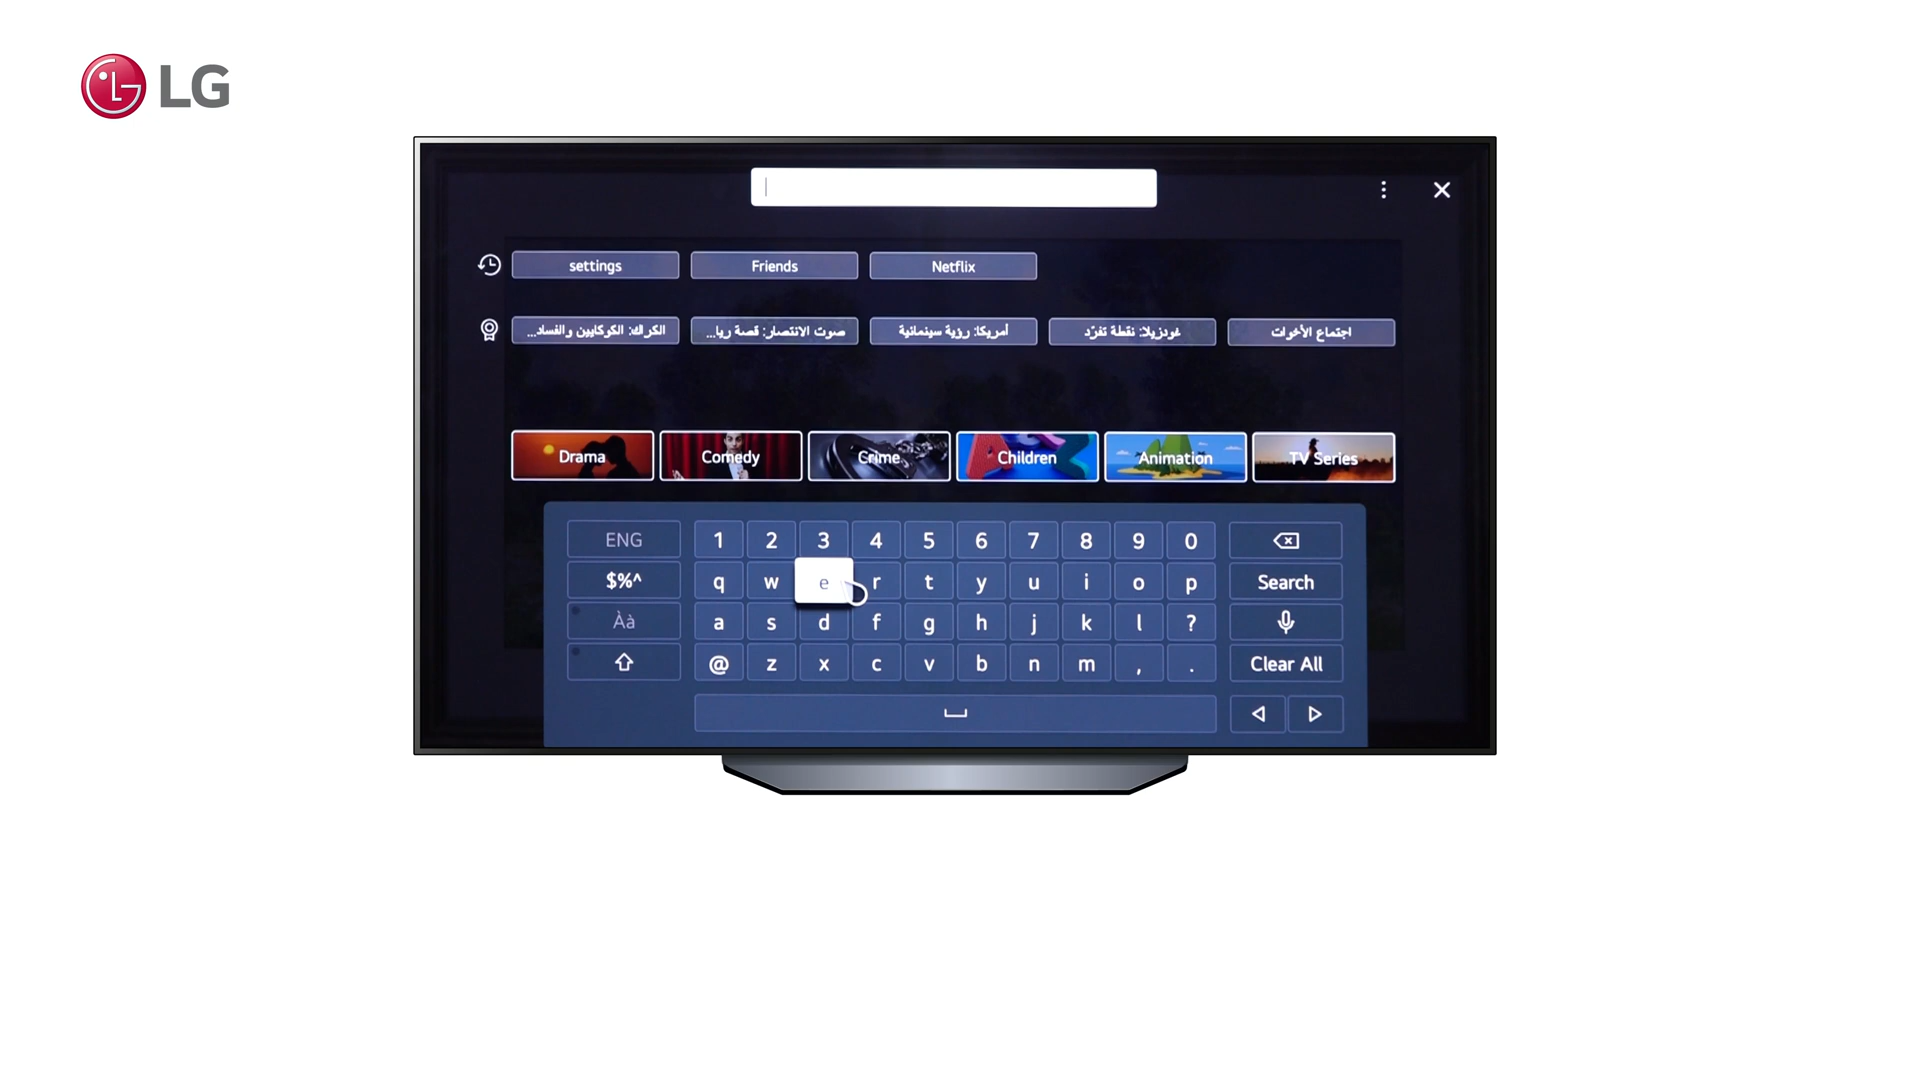 LG
settings Friends Netflix
الكراك: الكوكايين والفساد... صوت الانتصار: قصة ريا... أمريكا: رؤية سينمائية غودزيلا: نقطة تفرّد اجتماع الأخوات
Drama Comedy Crime Children Animation TV Series
ENG 1 2 3 4 5 6 7 8 9 0
$%^ q w e r t y u i o p Search
Àà a s d f g h j k l ?
@ z x c v b n m , . Clear All